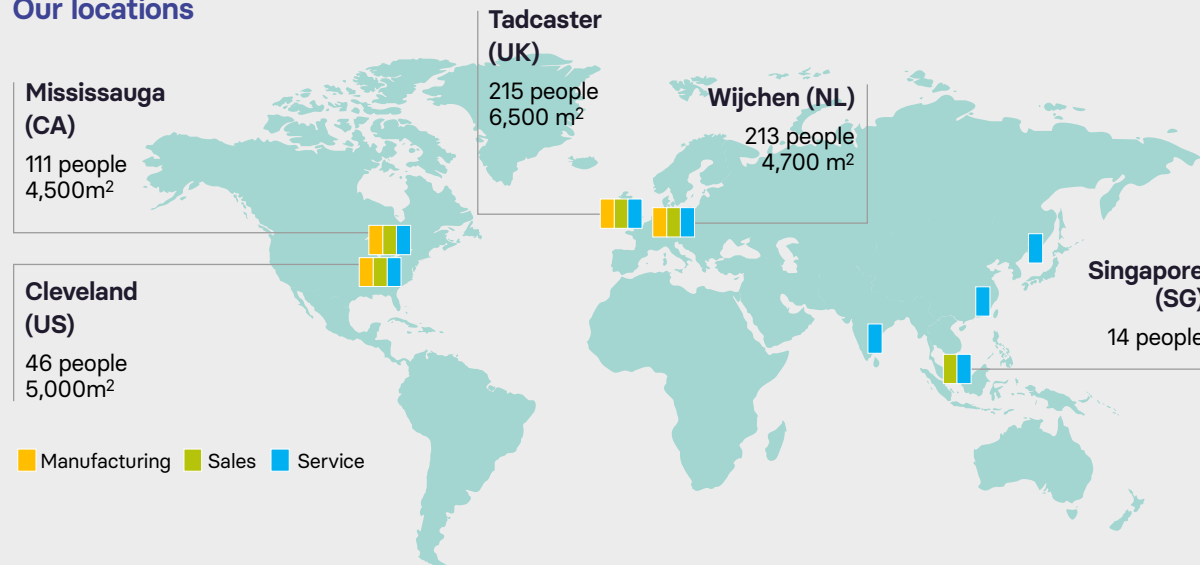 Our locations
Tadcaster
(UK)
215 people
6,500 m²
Mississauga
(CA)
111 people
4,500m²
Wijchen (NL)
213 people
4,700 m²
Cleveland
(US)
46 people
5,000m²
Singapore
(SG)
14 people
Manufacturing Sales Service